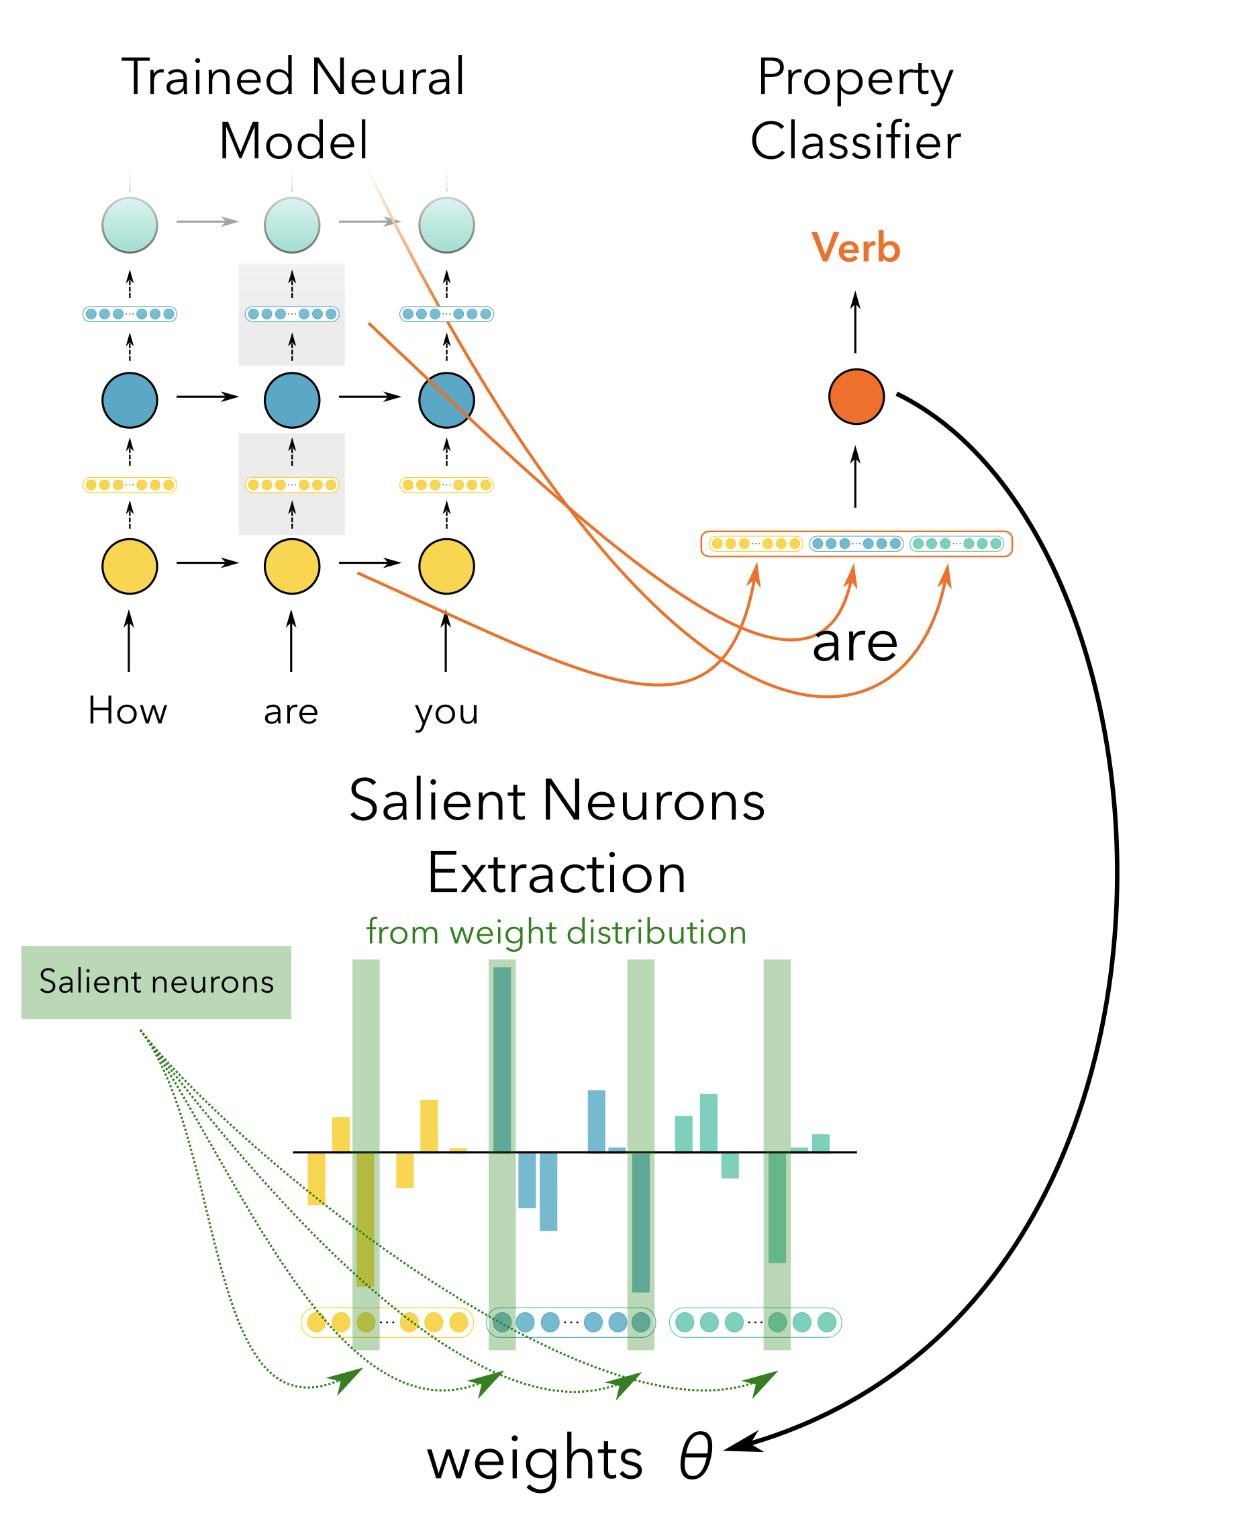 Trained Neural
Model
Property
Classifier
Verb
are
How are you
Salient Neurons
Extraction
from weight distribution
Salient neurons
weights θ